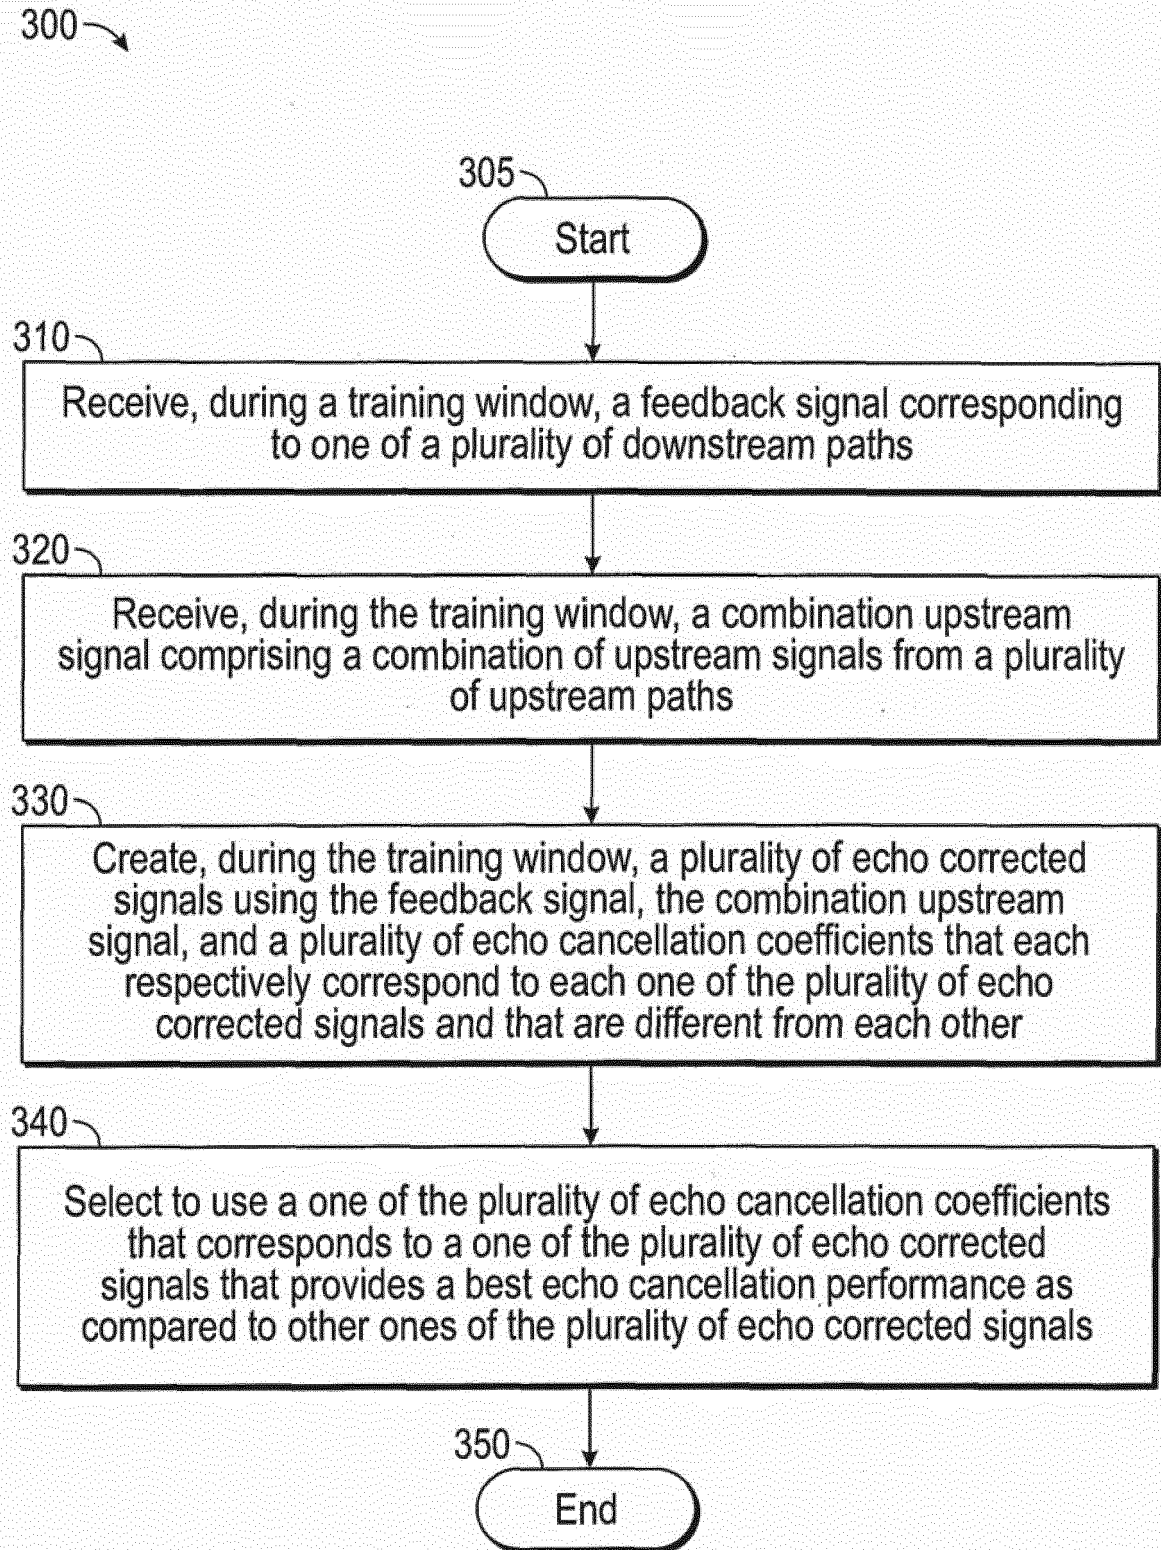 300
305
Start
310
Receive, during a training window, a feedback signal corresponding
to one of a plurality of downstream paths
320
Receive, during the training window, a combination upstream
signal comprising a combination of upstream signals from a plurality
of upstream paths
330
Create, during the training window, a plurality of echo corrected
signals using the feedback signal, the combination upstream
signal, and a plurality of echo cancellation coefficients that each
respectively correspond to each one of the plurality of echo
corrected signals and that are different from each other
340
Select to use a one of the plurality of echo cancellation coefficients
that corresponds to a one of the plurality of echo corrected
signals that provides a best echo cancellation performance as
compared to other ones of the plurality of echo corrected signals
350
End